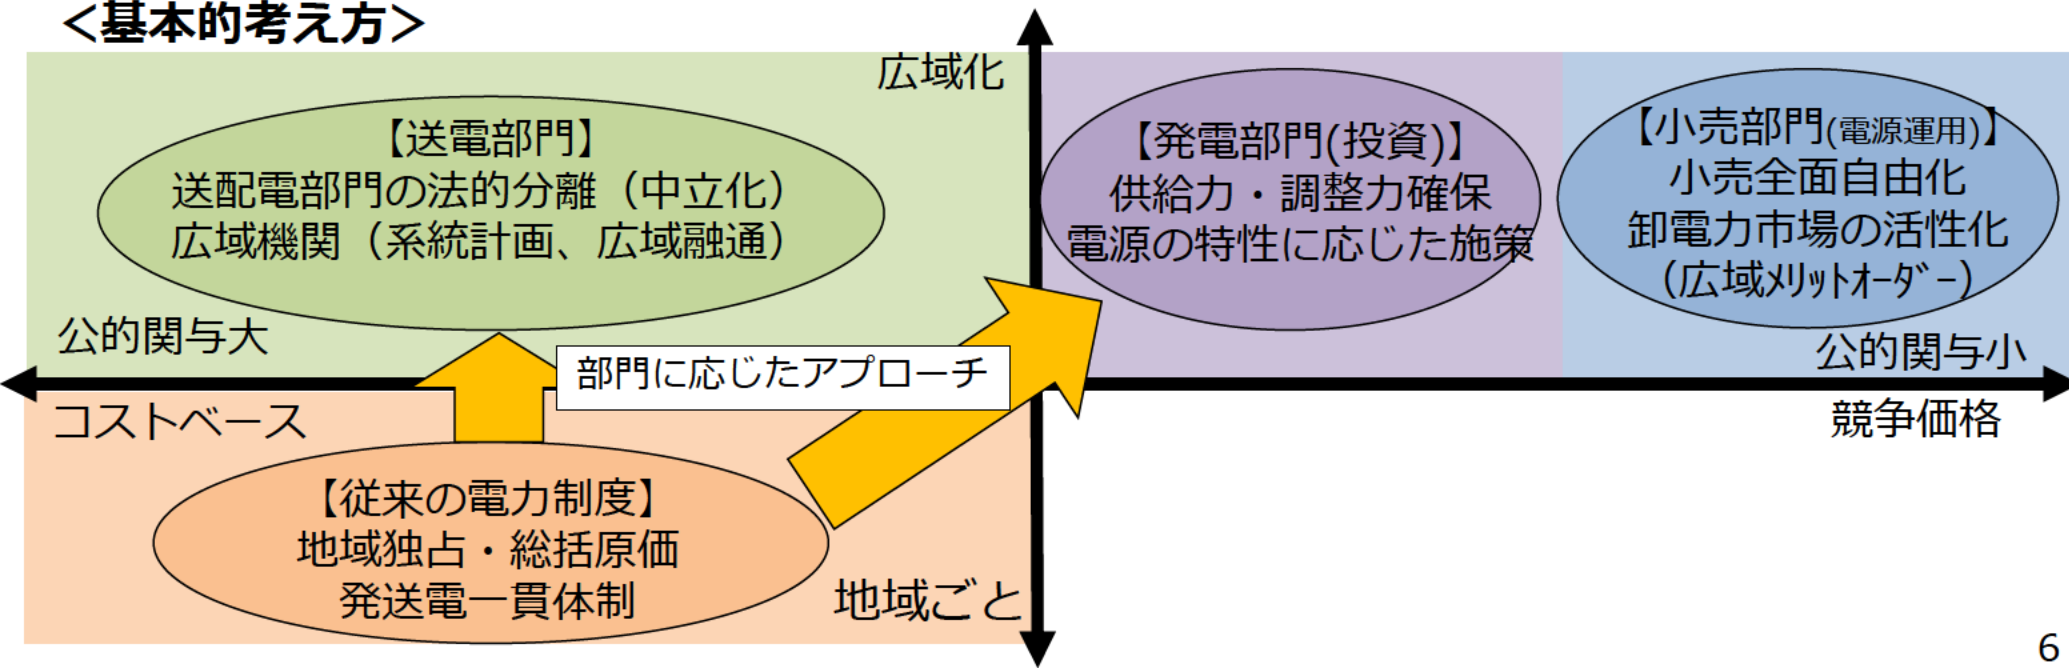 ＜基本的考え方＞
広域化
【送電部門】
送配電部門の法的分離（中立化）
広域機関（系統計画、広域融通）
【発電部門(投資)】
供給力・調整力確保
電源の特性に応じた施策
【小売部門(電源運用)】
小売全面自由化
卸電力市場の活性化
（広域ﾒﾘｯﾄｵｰﾀﾞｰ）
公的関与大
公的関与小
部門に応じたアプローチ
コストベース
競争価格
【従来の電力制度】
地域独占・総括原価
発送電一貫体制
地域ごと
6